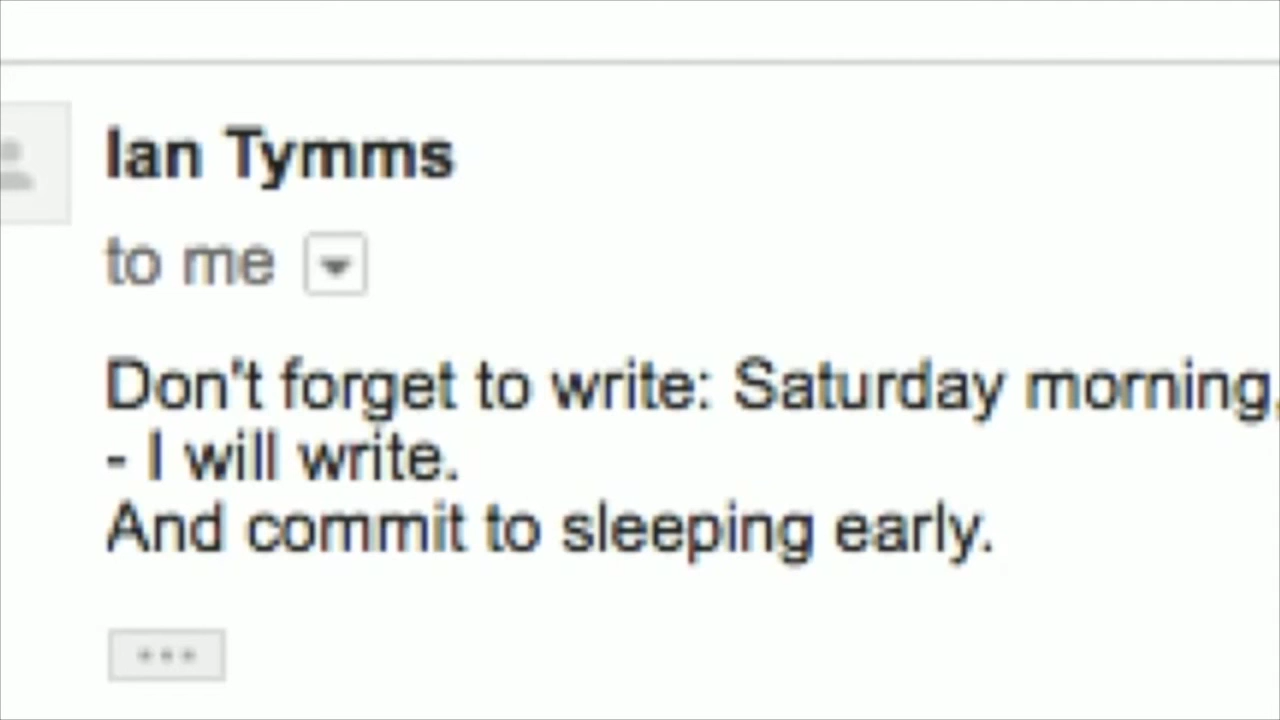 Ian Tymms
to me
Don't forget to write: Saturday morning,
- I will write.
And commit to sleeping early.
...